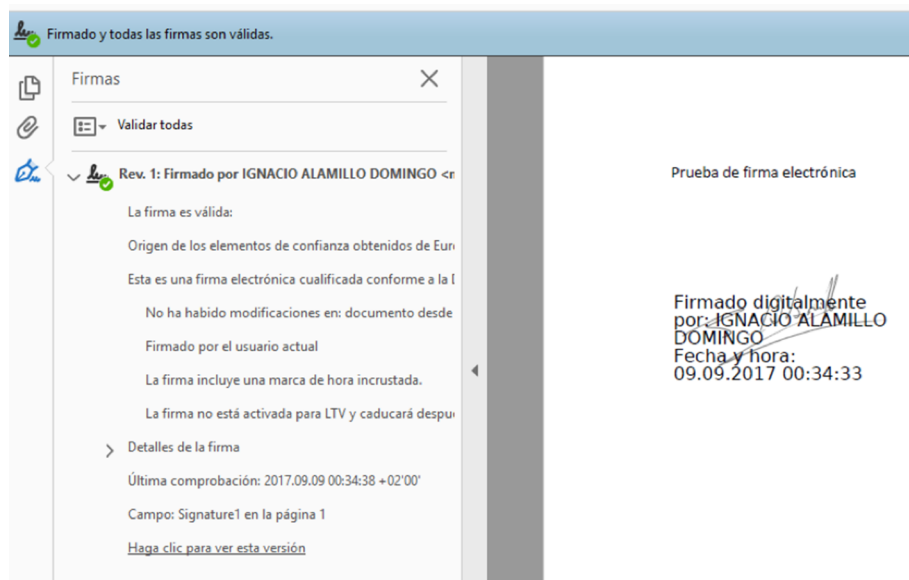 Firmado y todas las firmas son válidas.
Firmas
Validar todas
Rev. 1: Firmado por IGNACIO ALAMILLO DOMINGO <
La firma es válida:
Origen de los elementos de confianza obtenidos de
Esta es una firma electrónica cualificada conforme a la
No ha habido modificaciones en: documento desde
Firmado por el usuario actual
La firma incluye una marca de hora incrustada.
La firma no está activada para LTV y caducará
Detalles de la firma
Última comprobación: 2017.09.09 00:34:38 +02'00'
Campo: Signature1 en la página 1
Haga clic para ver esta versión
Prueba de firma electrónica
Firmado digitalmente
por: IGNACIO ALAMILLO
DOMINGO
Fecha y hora:
09.09.2017 00:34:33